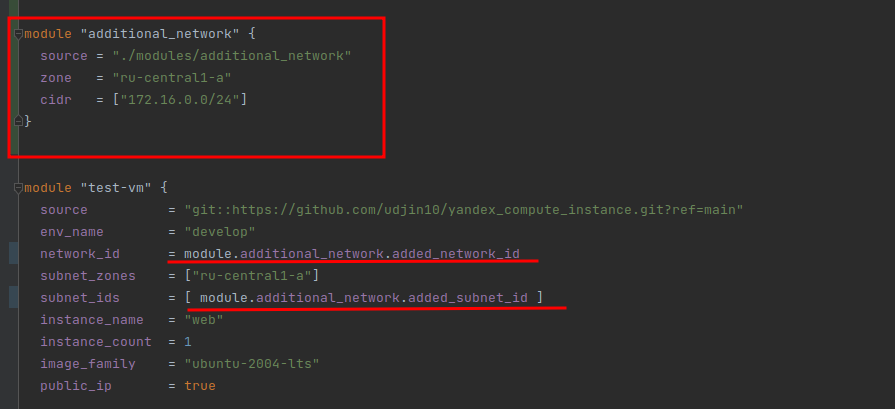 module "additional_network" {
  source = "./modules/additional_network"
  zone   = "ru-central1-a"
  cidr   = ["172.16.0.0/24"]
}
module "test-vm" {
  source          = "git::https://github.com/udjin10/yandex_compute_instance.git?ref=main"
  env_name        = "develop"
  network_id      = module.additional_network.added_network_id
  subnet_zones    = ["ru-central1-a"]
  subnet_ids      = [ module.additional_network.added_subnet_id ]
  instance_name   = "web"
  instance_count  = 1
  image_family    = "ubuntu-2004-lts"
  public_ip       = true